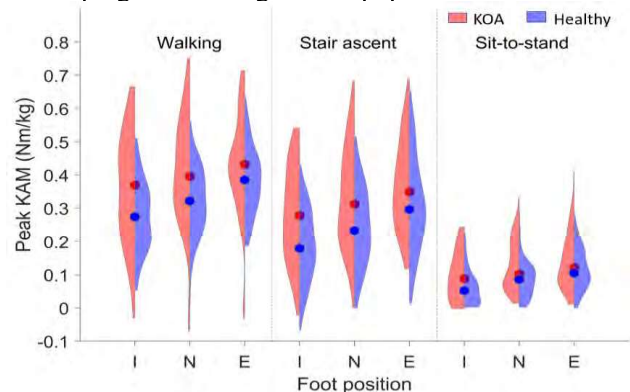 KOA Healthy
Walking Stair ascent Sit-to-stand
0.8
0.7
0.6
0.5
0.4
0.3
0.2
0.1
0
-0.1
Peak KAM (Nm/kg)
I N E I N E I N E
Foot position